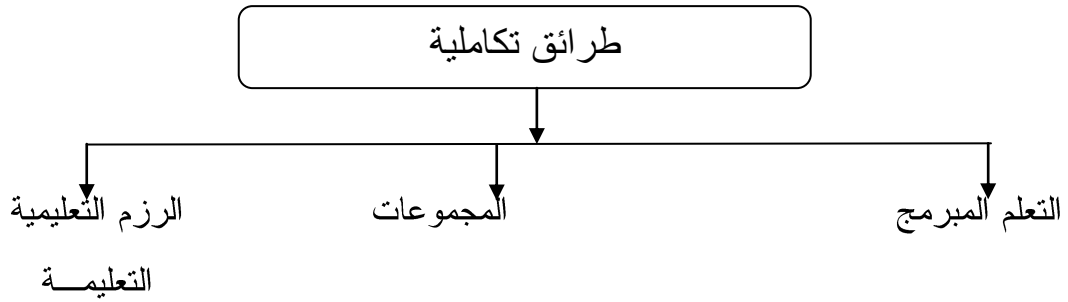 طرائق تكاملية
التعلم المبرمج
المجموعات
الرزم التعليمية
التعليمـــة